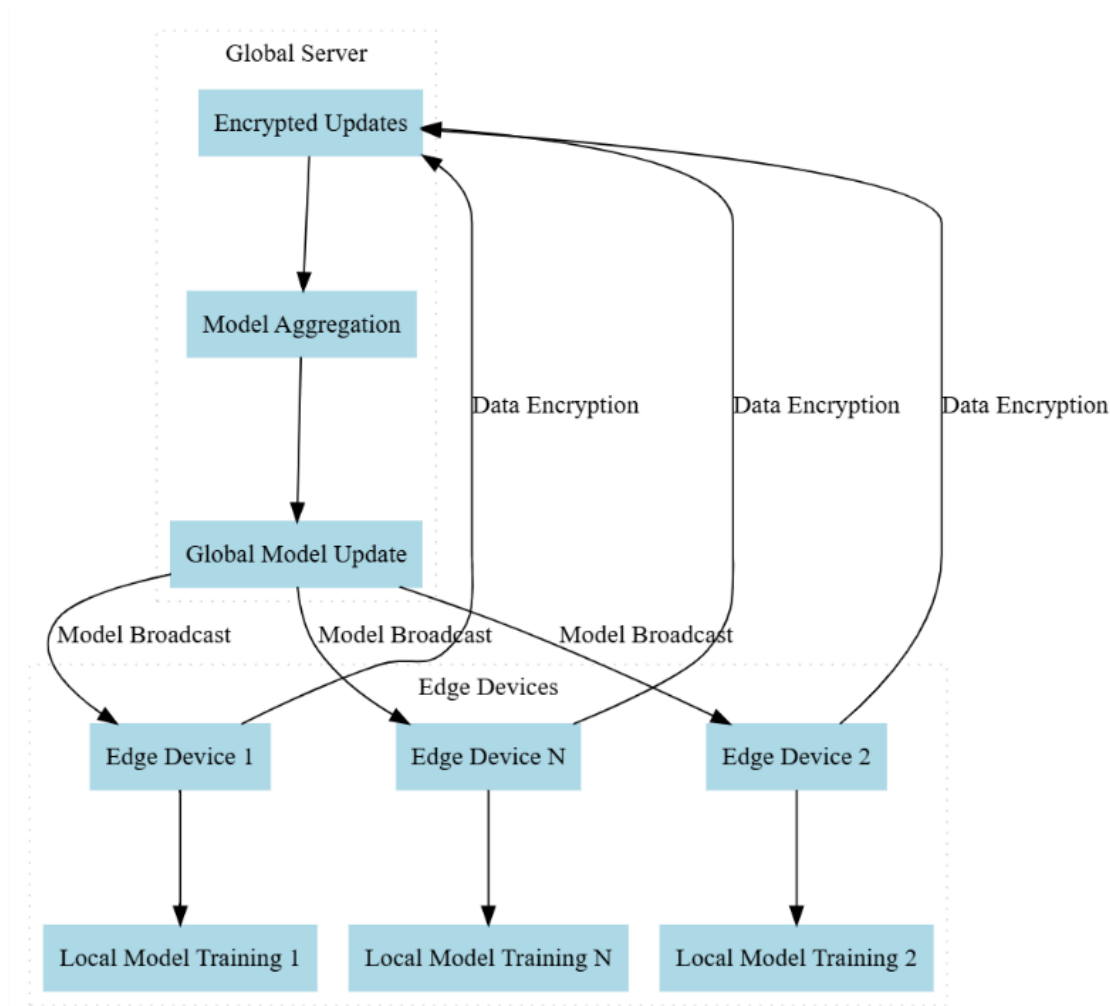 Global Server
Encrypted Updates
Model Aggregation
Data Encryption
Data Encryption
Data Encryption
Global Model Update
Model Broadcast
Model Broadcast
Model Broadcast
Edge Devices
Edge Device 1
Edge Device N
Edge Device 2
Local Model Training 1
Local Model Training N
Local Model Training 2